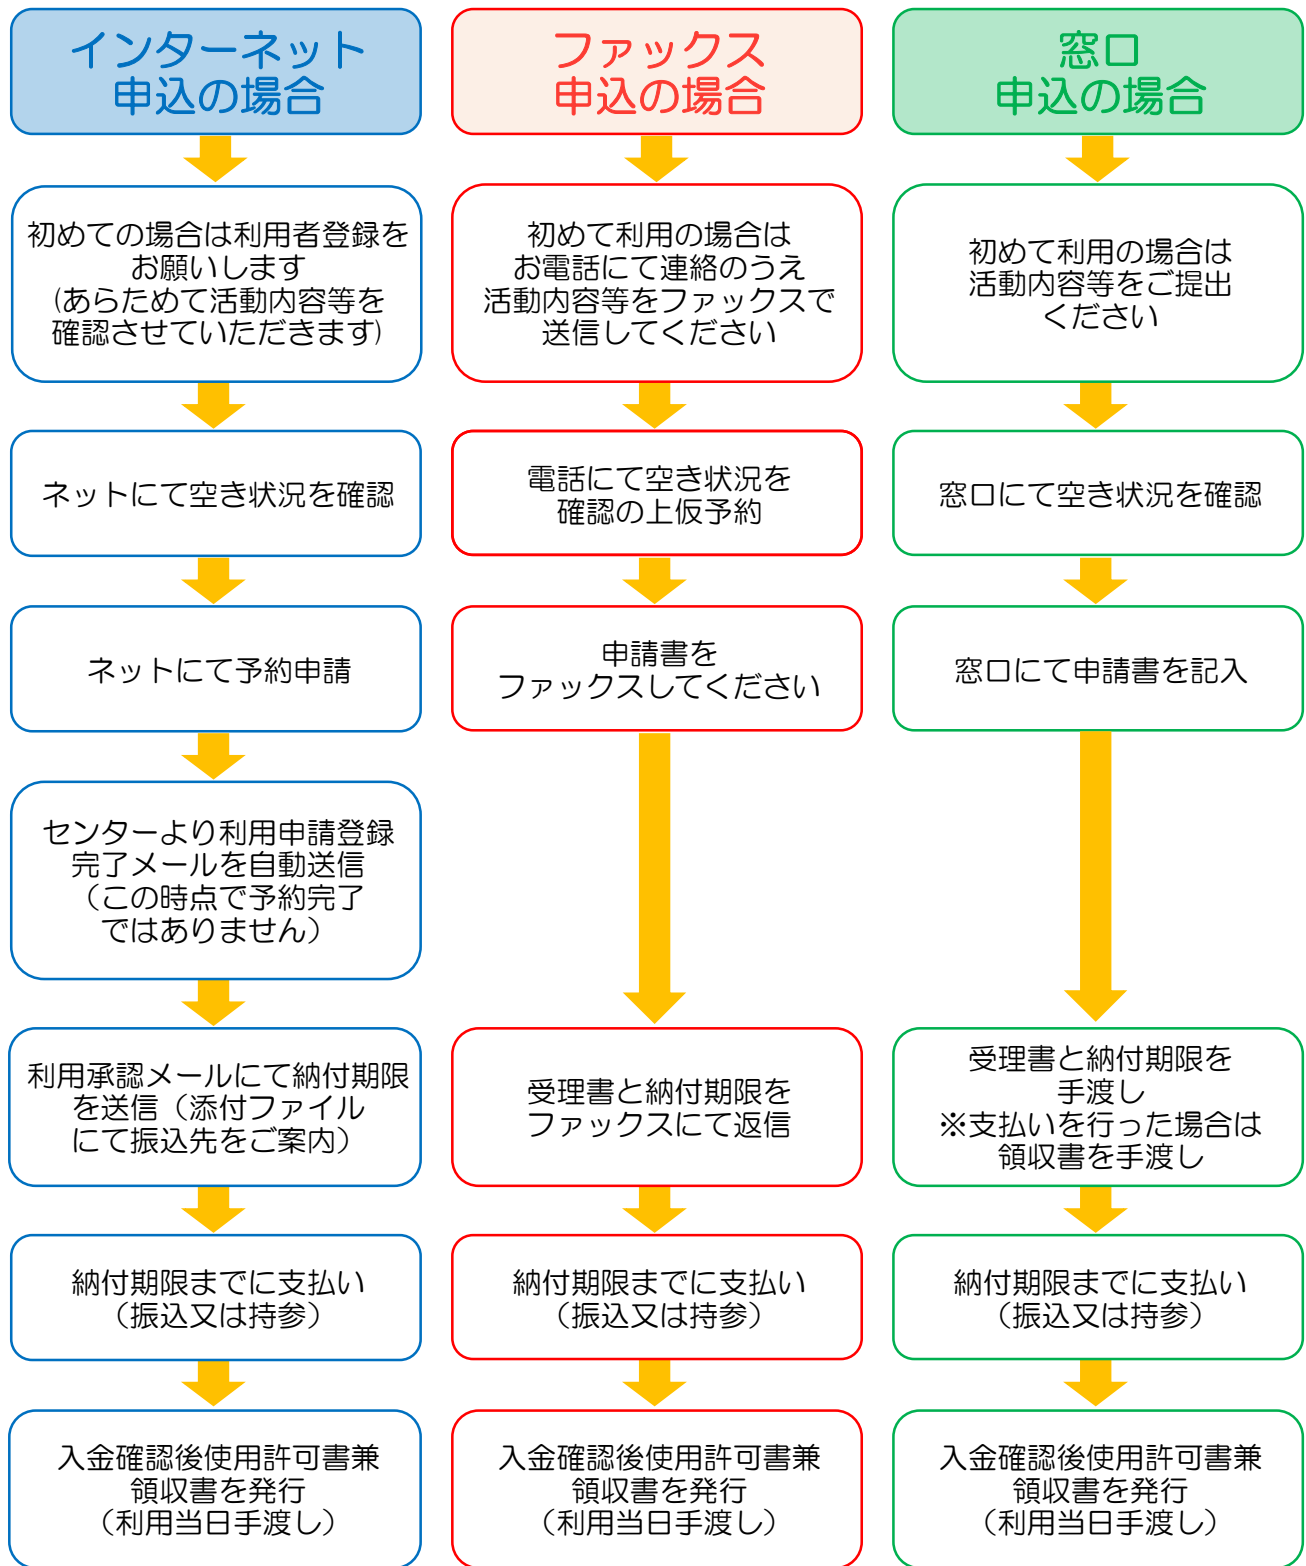 インターネット
申込の場合
初めての場合は利用者登録を
お願いします
(あらためて活動内容等を
確認させていただきます)
ネットにて空き状況を確認
ネットにて予約申請
センターより利用申請登録
完了メールを自動送信
（この時点で予約完了
ではありません）
利用承認メールにて納付期限
を送信（添付ファイル
にて振込先をご案内）
納付期限までに支払い
（振込又は持参）
入金確認後使用許可書兼
領収書を発行
（利用当日手渡し）
ファックス
申込の場合
初めて利用の場合は
お電話にて連絡のうえ
活動内容等をファックスで
送信してください
電話にて空き状況を
確認の上仮予約
申請書を
ファックスしてください
受理書と納付期限を
ファックスにて返信
納付期限までに支払い
（振込又は持参）
入金確認後使用許可書兼
領収書を発行
（利用当日手渡し）
窓口
申込の場合
初めて利用の場合は
活動内容等をご提出
ください
窓口にて空き状況を確認
窓口にて申請書を記入
受理書と納付期限を
手渡し
※支払いを行った場合は
領収書を手渡し
納付期限までに支払い
（振込又は持参）
入金確認後使用許可書兼
領収書を発行
（利用当日手渡し）